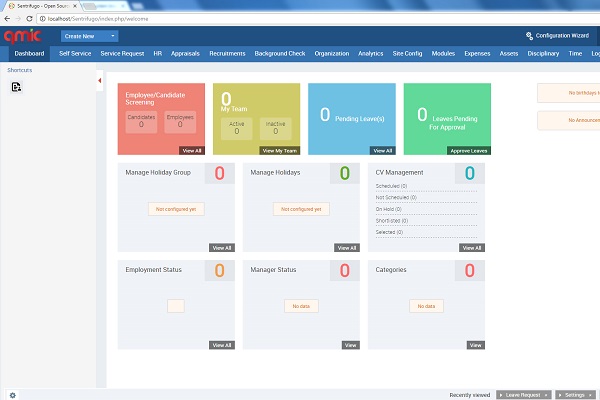 Sentrifugo - Open Sourc
localhost/Sentrifugo/index.php/welcome
qmic
Create New
Configuration Wizard
Dashboard Self Service Service Request HR Appraisals Recruitments Background Check Organization Analytics Site Config Modules Expenses Assets Disciplinary Time Lo
Shortcuts
Employee/Candidate
Screening
Candidates Employees
0 0
View All
0
My Team
Active Inactive
0 0
View My Team
0 Pending Leave(s)
0 Leaves Pending
For Approval
Approve Leaves
No birthdays t
No Announcem
Manage Holiday Group 0
Not configured yet
View All
Manage Holidays 0
Not configured yet
View All
CV Management 0
Scheduled (0)
Not Scheduled (0)
On Hold (0)
Shortlisted (0)
Selected (0)
View All
Employment Status 0
View All
Manager Status 0
No data
View
Categories 0
No data
View
Recently viewed Leave Request Settings